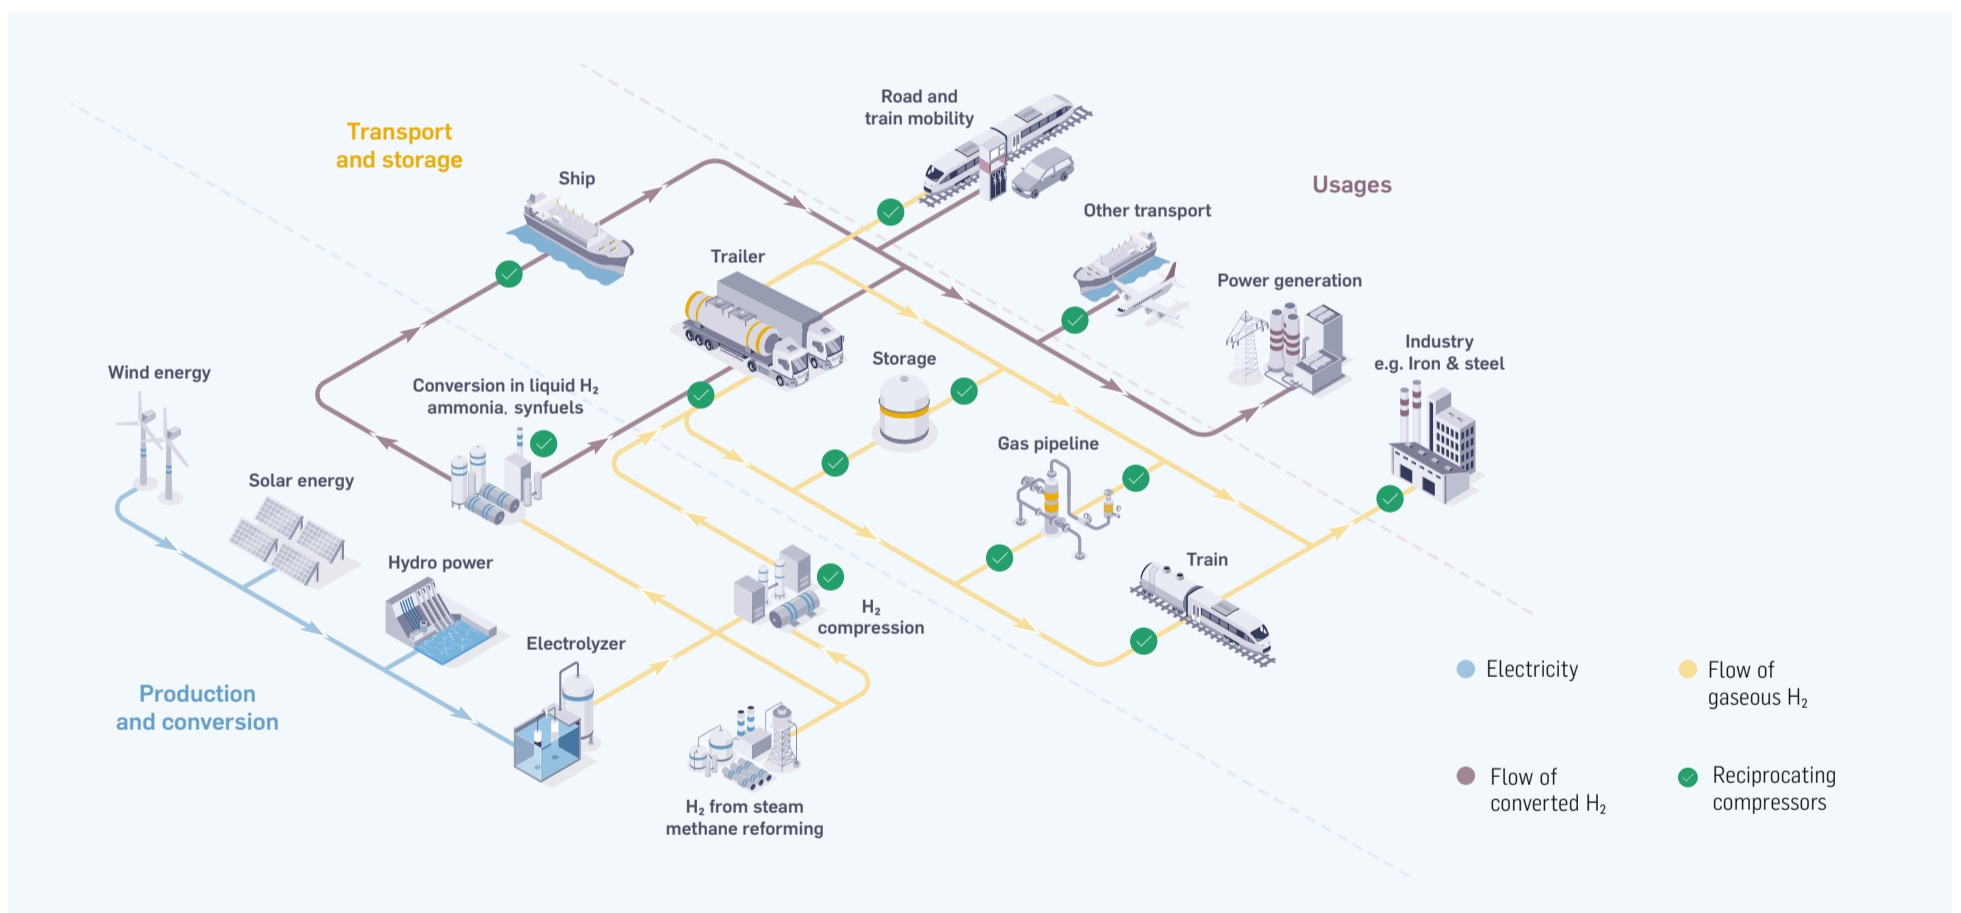 Transport
and storage
Road and
train mobility
Ship
Usages
Other transport
Trailer
Power generation
Industry
e.g. Iron & steel
Storage
Wind energy
Conversion in liquid H₂
ammonia, synfuels
Gas pipeline
Solar energy
Hydro power
Train
H₂
compression
Electrolyzer
Production
and conversion
H₂ from steam
methane reforming
Electricity
Flow of
gaseous H₂
Flow of
converted H₂
Reciprocating
compressors